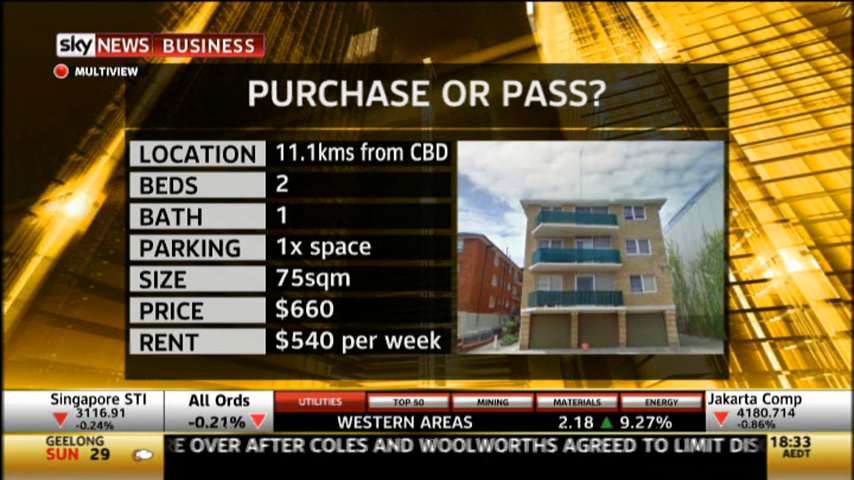 sky NEWS BUSINESS
MULTIVIEW
PURCHASE OR PASS?
LOCATION 11.1kms from CBD
BEDS 2
BATH 1
PARKING 1x space
SIZE 75sqm
PRICE $660
RENT $540 per week
Singapore STI
3116.91
-0.24%
All Ords
-0.21%
UTILITIES TOP 50 MINING MATERIALS ENERGY
WESTERN AREAS 2.18 9.27%
Jakarta Comp
4180.714
-0.86%
GEELONG
SUN 29
E OVER AFTER COLES AND WOOLWORTHS AGREED TO LIMIT DIS
18:33
AEDT